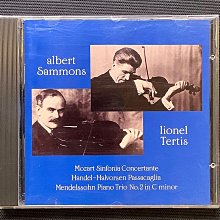 albert
Sammons
lionel
Tertis
Mozart Sinfonia Concertante
Handel-Halvorsen Passacaglia
Mendelssohn Piano Trio No.2 in C minor